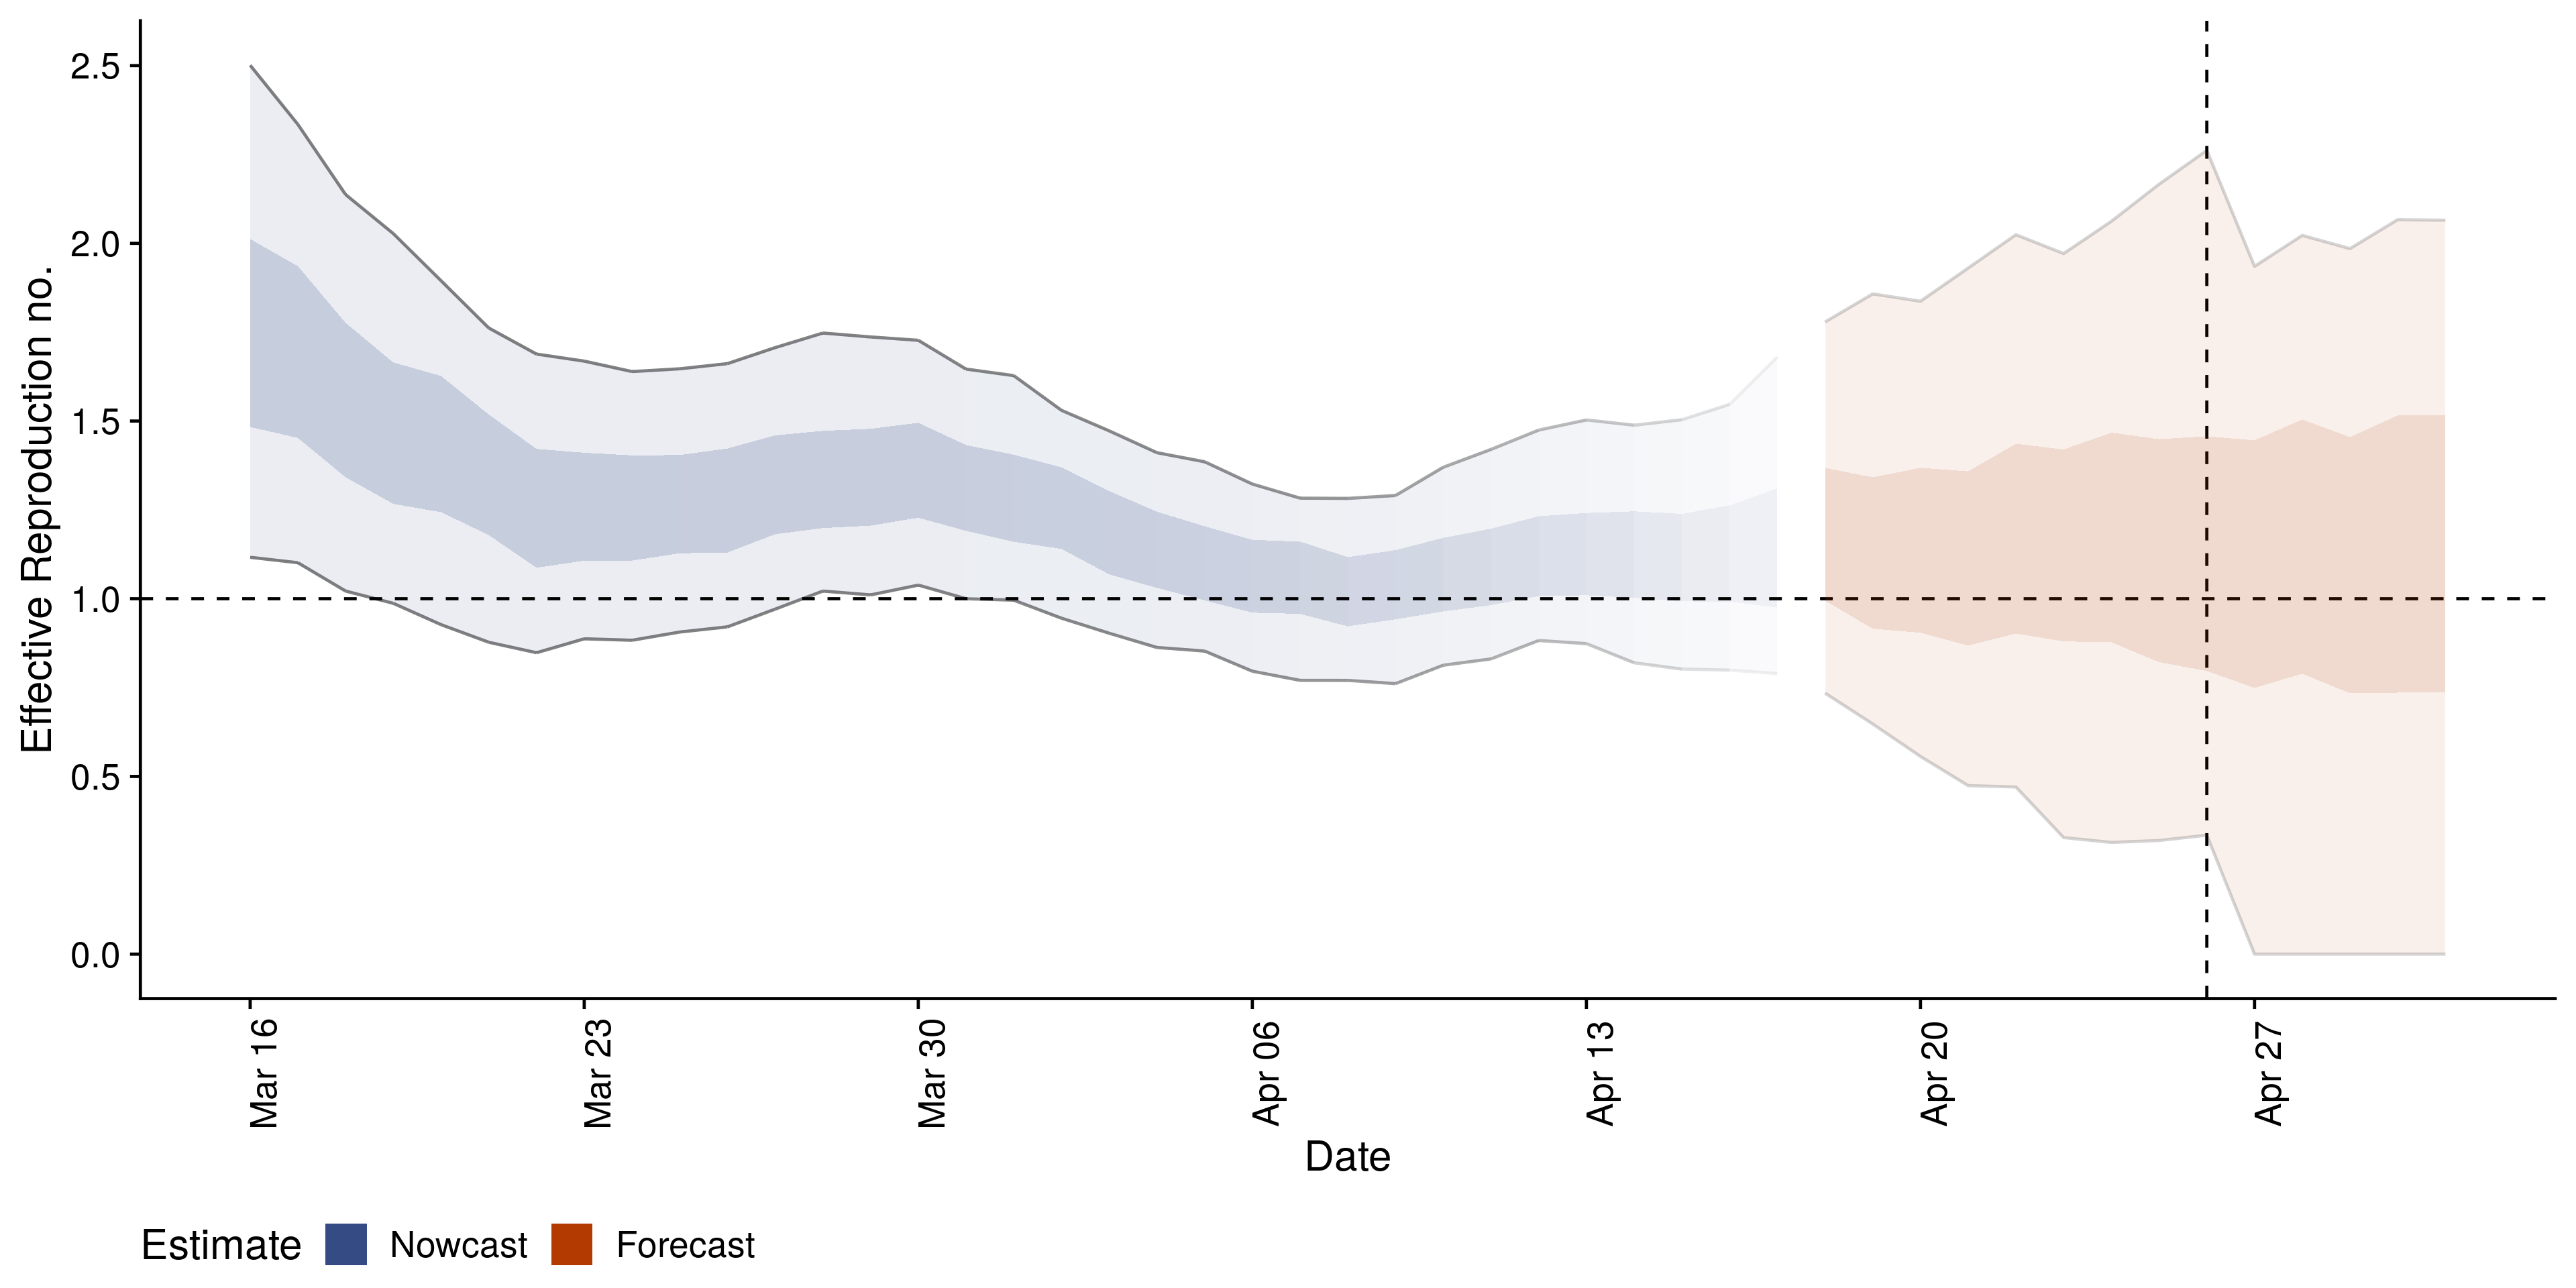 Effective Reproduction no.
2.5
2.0
1.5
1.0
0.5
0.0
Mar 16
Mar 23
Mar 30
Apr 06
Apr 13
Apr 20
Apr 27
Date
Estimate Nowcast Forecast